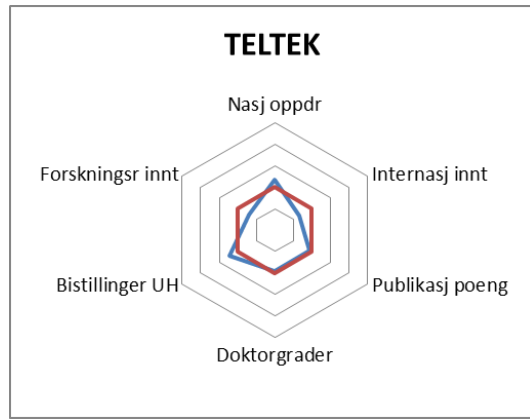 TELTEK
Nasj oppdr
Forskningsr innt
Internasj innt
Bistillinger UH
Publikasj poeng
Doktorgrader